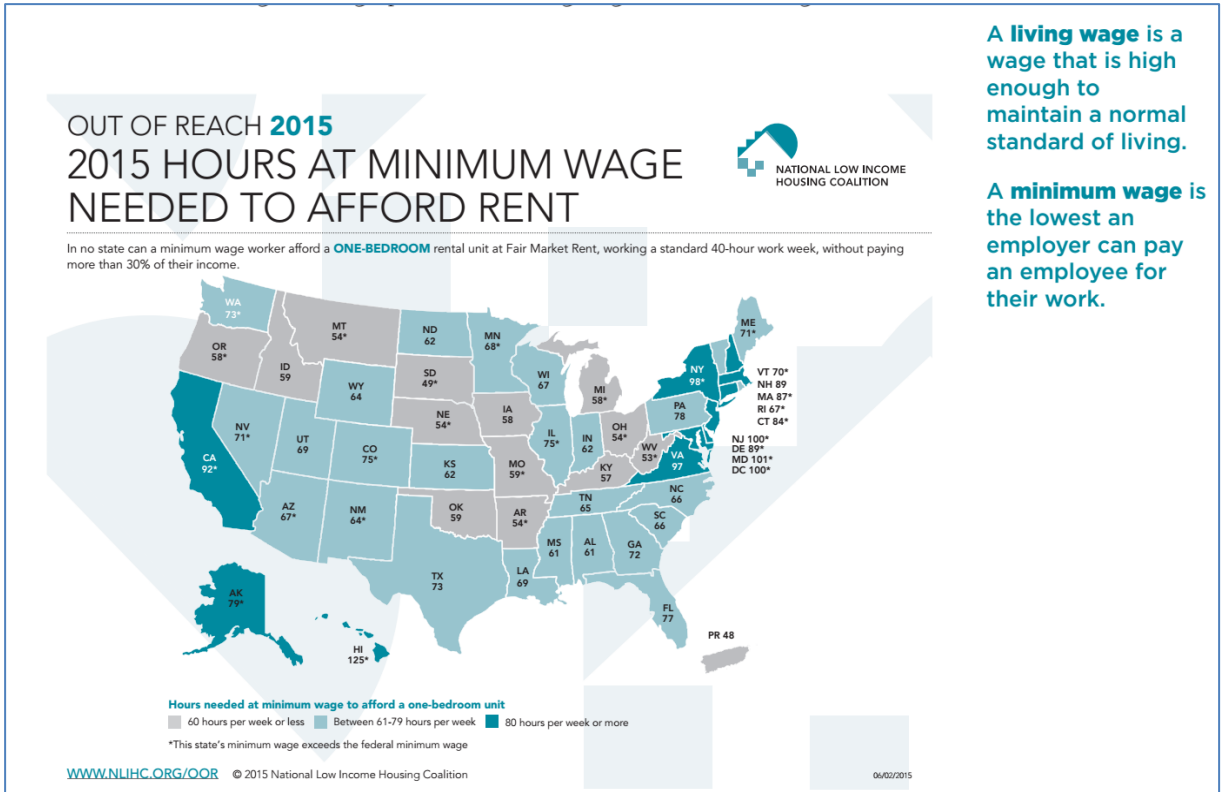 OUT OF REACH 2015
2015 HOURS AT MINIMUM WAGE
NEEDED TO AFFORD RENT
NATIONAL LOW INCOME
HOUSING COALITION
In no state can a minimum wage worker afford a ONE-BEDROOM rental unit at Fair Market Rent, working a standard 40-hour work week, without paying
more than 30% of their income.
WA
73*
OR
58*
CA
92*
NV
71*
ID
59
MT
54*
WY
64
UT
69
AZ
67*
CO
75*
NM
64*
ND
62
SD
49*
NE
54*
KS
62
OK
59
TX
73
MN
68*
IA
58
MO
59*
AR
54*
LA
69
WI
67
IL
75*
MI
58*
IN
62
OH
54*
KY
57
TN
65
MS
61
AL
61
GA
72
FL
77
SC
66
NC
66
WV
53*
VA
97
PA
78
NY
98*
ME
71*
VT 70*
NH 89
MA 87*
RI 67*
CT 84*
NJ 100*
DE 89*
MD 101*
DC 100*
AK
79*
HI
125*
PR 48
Hours needed at minimum wage to afford a one-bedroom unit
60 hours per week or less
Between 61-79 hours per week
80 hours per week or more
*This state's minimum wage exceeds the federal minimum wage
WWW.NLIHC.ORG/OOR © 2015 National Low Income Housing Coalition
06/02/2015
A living wage is a
wage that is high
enough to
maintain a normal
standard of living.
A minimum wage is
the lowest an
employer can pay
an employee for
their work.